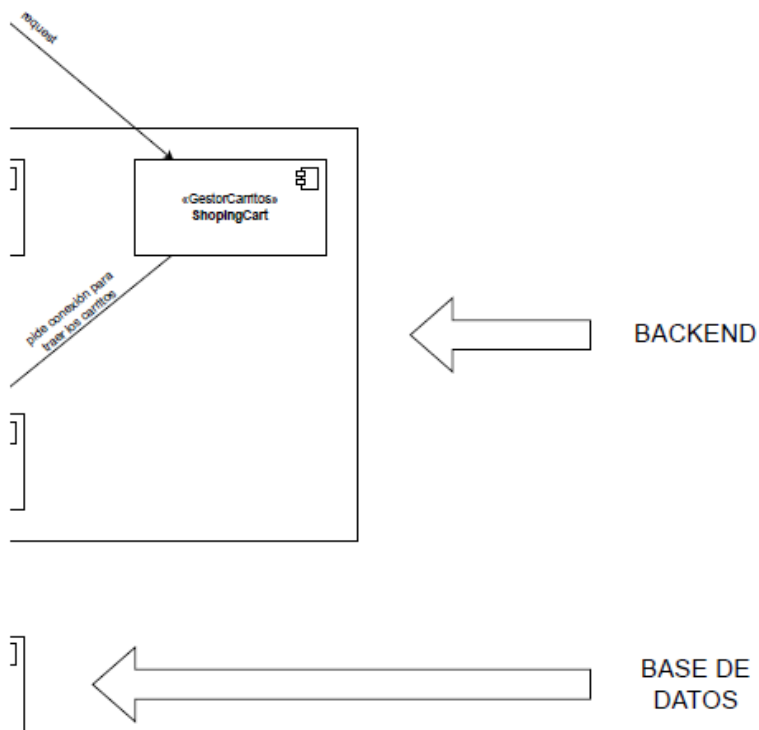 request
«GestorCarritos»
ShopingCart
pide conexión para
traer los carritos
BACKEND
BASE DE
DATOS